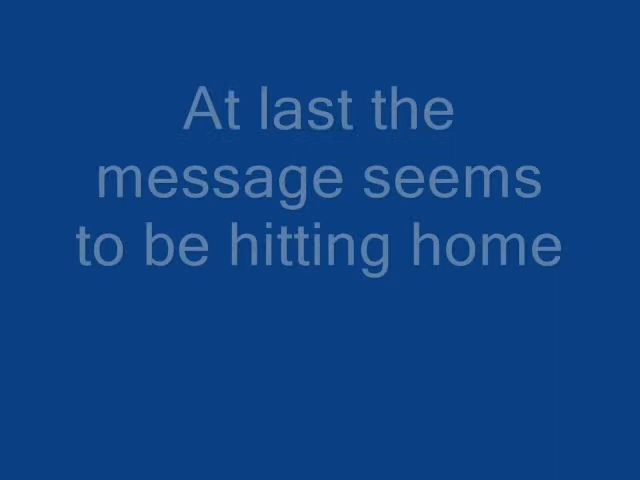 At last the
message seems
to be hitting home